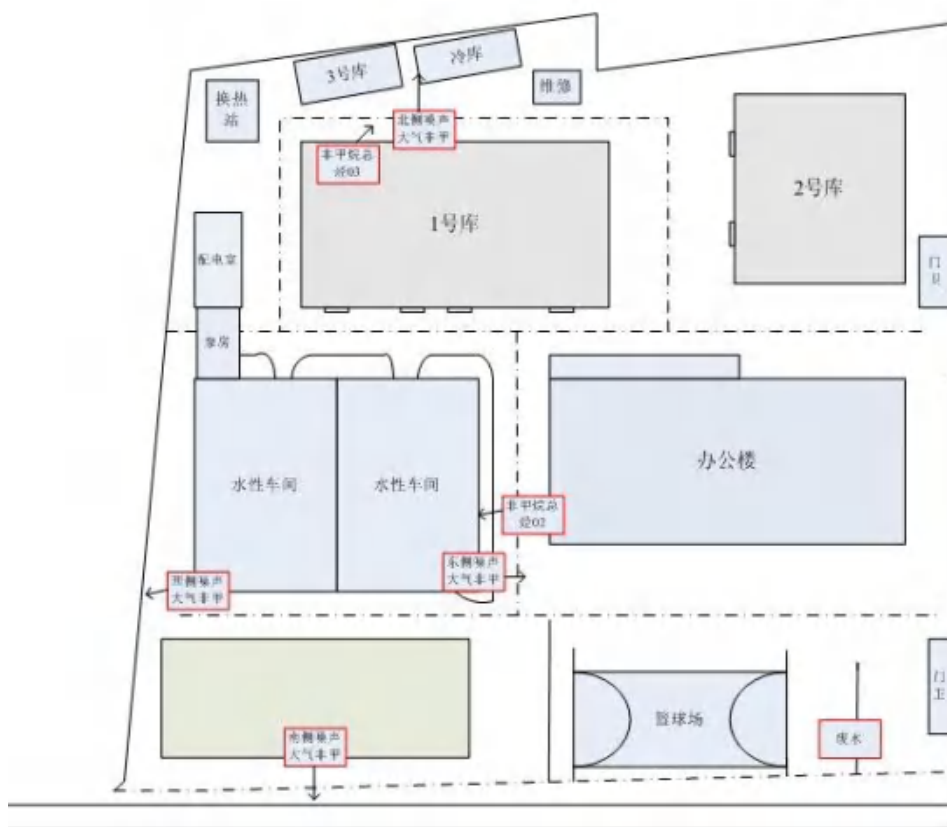 3号库
冷库
维修
换热
站
北侧噪声
大气非甲
非甲烷总
烃03
1号库
2号库
配电室
门
泵房
水性车间
水性车间
办公楼
非甲烷总
烃02
东侧噪声
大气非甲
西侧噪声
大气非甲
南侧噪声
大气非甲
篮球场
废水
门
卫